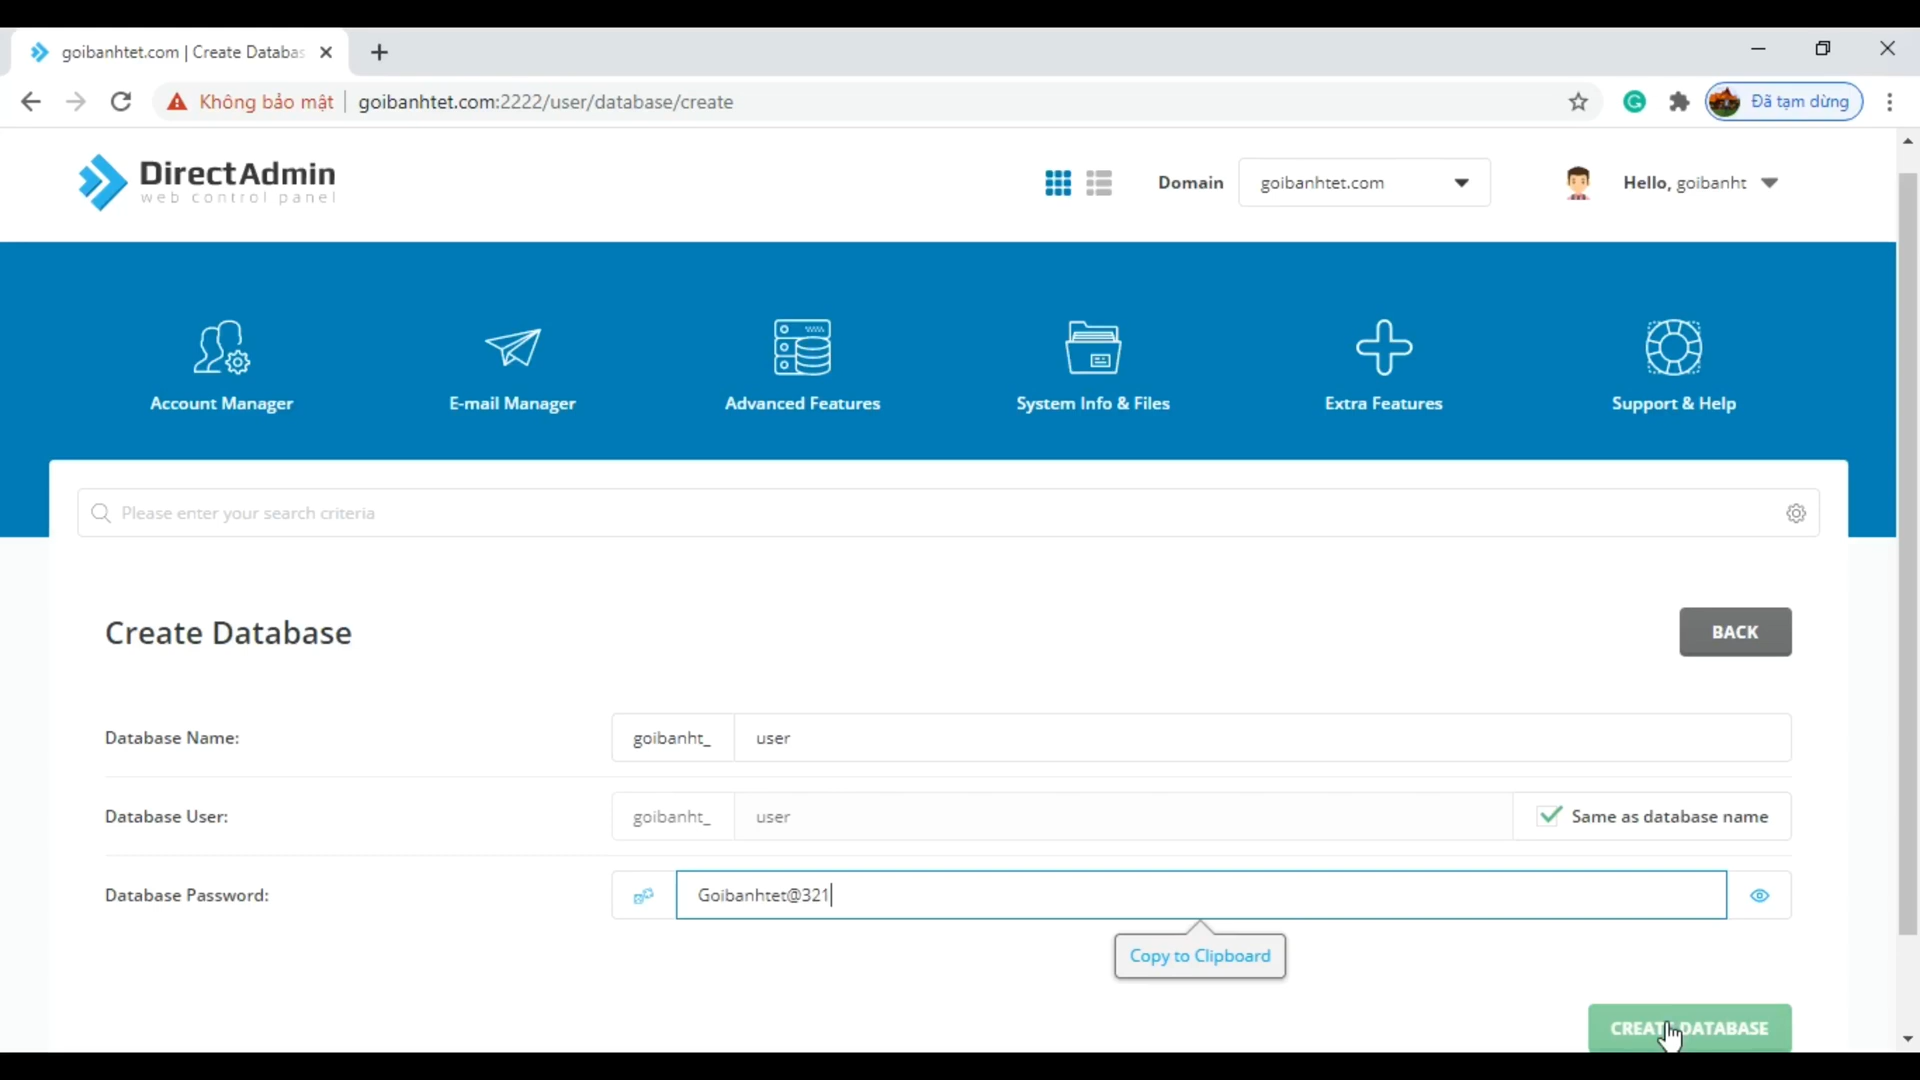 goibanhtet.com | Create Databas
Không bảo mật
goibanhtet.com:2222/user/database/create
Đã tạm dừng
DirectAdmin
web control panel
Domain
goibanhtet.com
Hello, goibanht
Account Manager
E-mail Manager
Advanced Features
System Info & Files
Extra Features
Support & Help
Please enter your search criteria
Create Database
BACK
Database Name:
goibanht_
user
Database User:
goibanht_
user
Same as database name
Database Password:
Goibanhtet@321
Copy to Clipboard
CREATE DATABASE